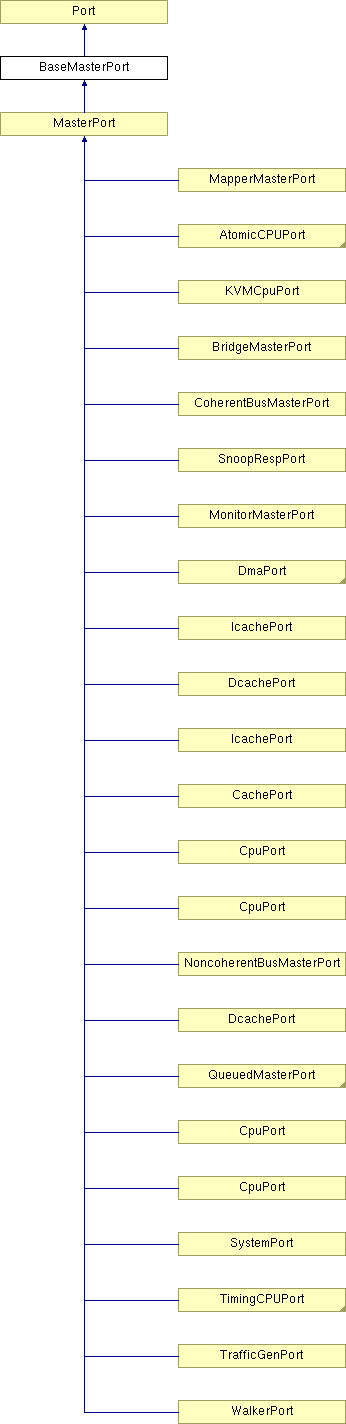 Port
BaseMasterPort
MasterPort
MapperMasterPort
AtomicCPUPort
KVMCpuPort
BridgeMasterPort
CoherentBusMasterPort
SnoopRespPort
MonitorMasterPort
DmaPort
IcachePort
DcachePort
IcachePort
CachePort
CpuPort
CpuPort
NoncoherentBusMasterPort
DcachePort
QueuedMasterPort
CpuPort
CpuPort
SystemPort
TimingCPUPort
TrafficGenPort
WalkerPort